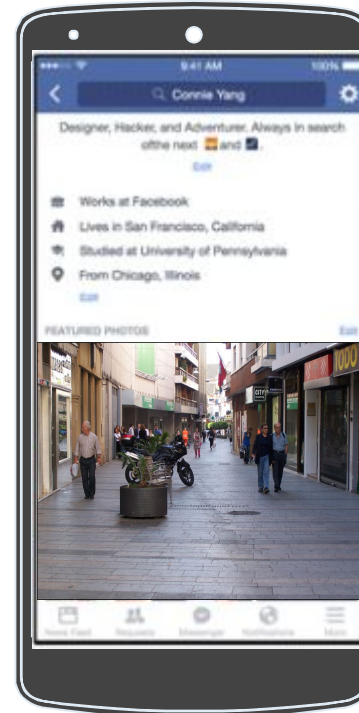 9:41 AM 100%
Connie Yang
Designer, Hacker, and Adventurer. Always in search
ofthe next and .
Edit
Works at Facebook
Lives in San Francisco, California
Studied at University of Pennsylvania
From Chicago, Illinois
Edit
FEATURED PHOTOS Edit
CITY
TODO
News Feed Requests Messenger Notifications More